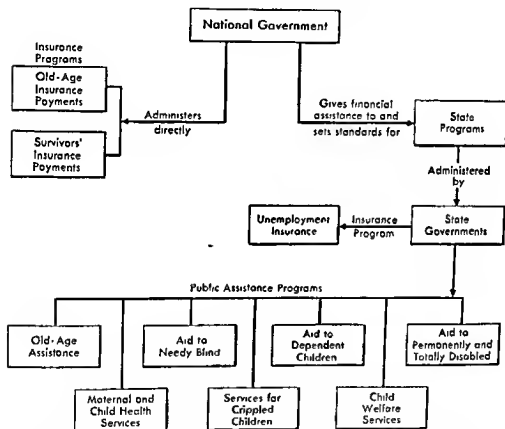 National Government
Insurance
Programs
Old-Age
Insurance
Payments
Survivors'
Insurance
Payments
Administers
directly
Gives financial
assistance to and
sets standards for
State
Programs
Administered
by
State
Governments
Insurance
Program
Unemployment
Insurance
Public Assistance Programs
Old-Age
Assistance
Aid to
Needy Blind
Aid to
Dependent
Children
Aid to
Permanently and
Totally Disabled
Maternal and
Child Health
Services
Services for
Crippled
Children
Child
Welfare
Services